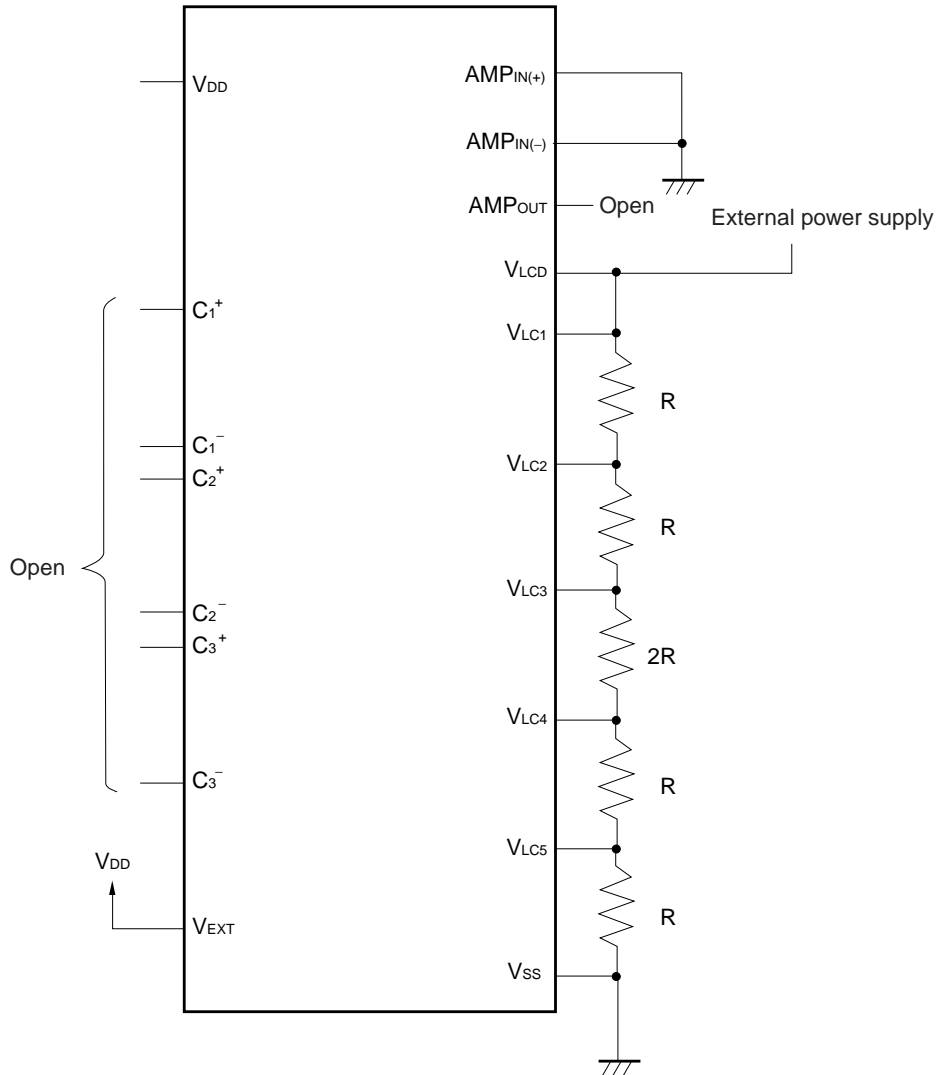 VDD
AMPIN(+)
AMPIN(–)
AMPOUT
Open
External power supply
VLCD
C1+
VLC1
R
C1–
C2+
VLC2
R
Open
VLC3
C2–
C3+
2R
VLC4
C3–
R
VLC5
VDD
VEXT
R
VSS